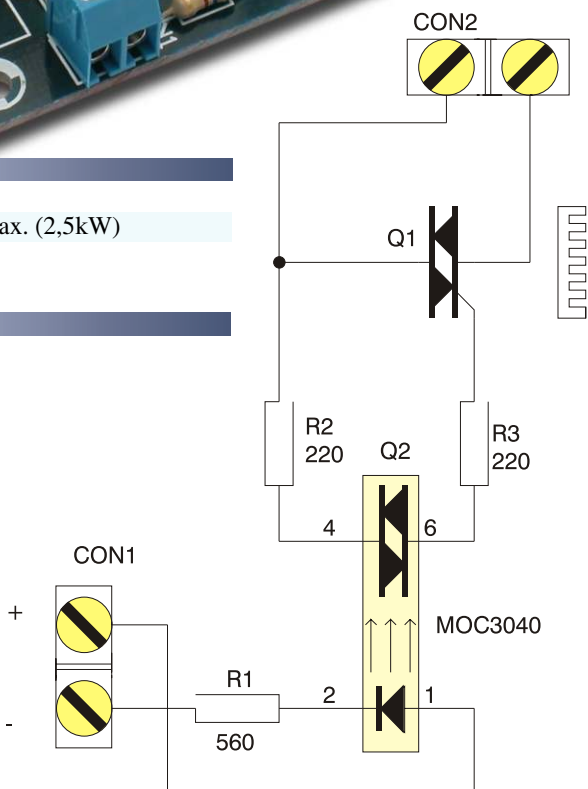 CON2
ax. (2,5kW)
Q1
R2
220
Q2
R3
220
4
6
CON1
+
MOC3040
R1
2
1
-
560